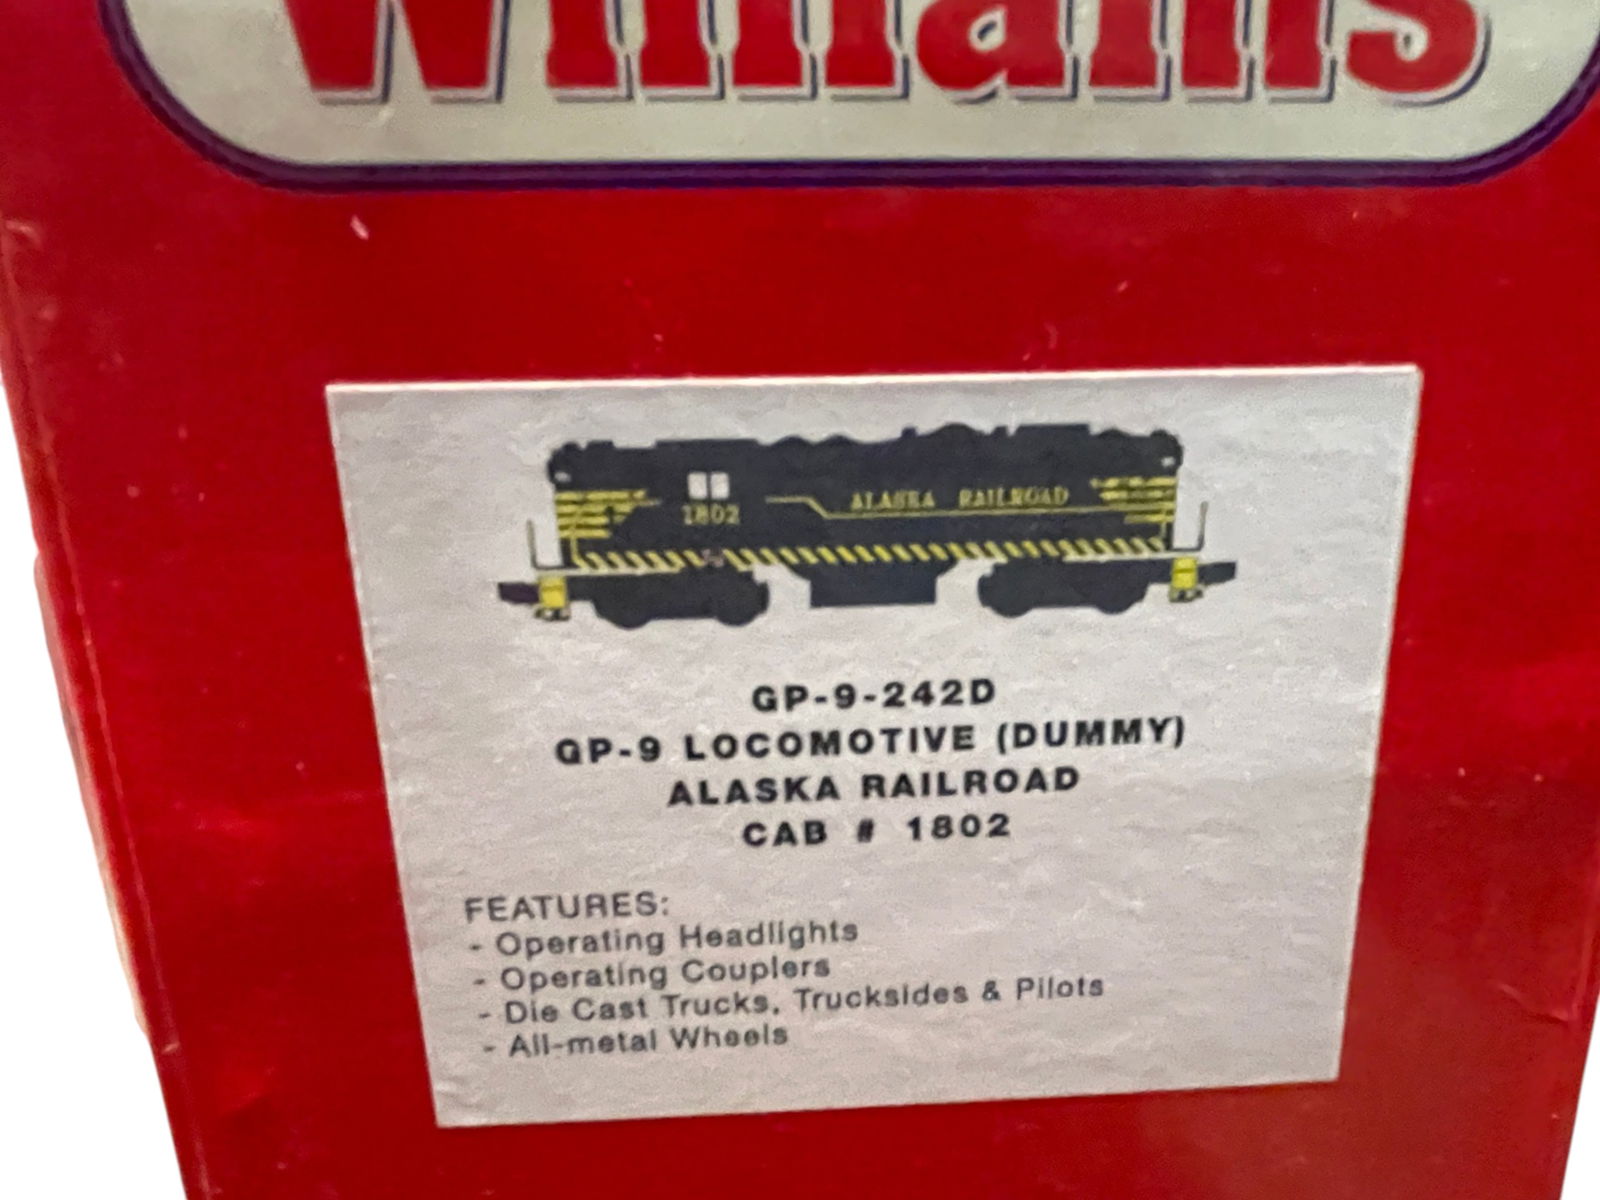 Williams
1802 ALASKA RAILROAD
GP-9-242D
GP-9 LOCOMOTIVE (DUMMY)
ALASKA RAILROAD
CAB # 1802
FEATURES:
- Operating Headlights
- Operating Couplers
- Die Cast Trucks, Trucksides & Pilots
- All-metal Wheels